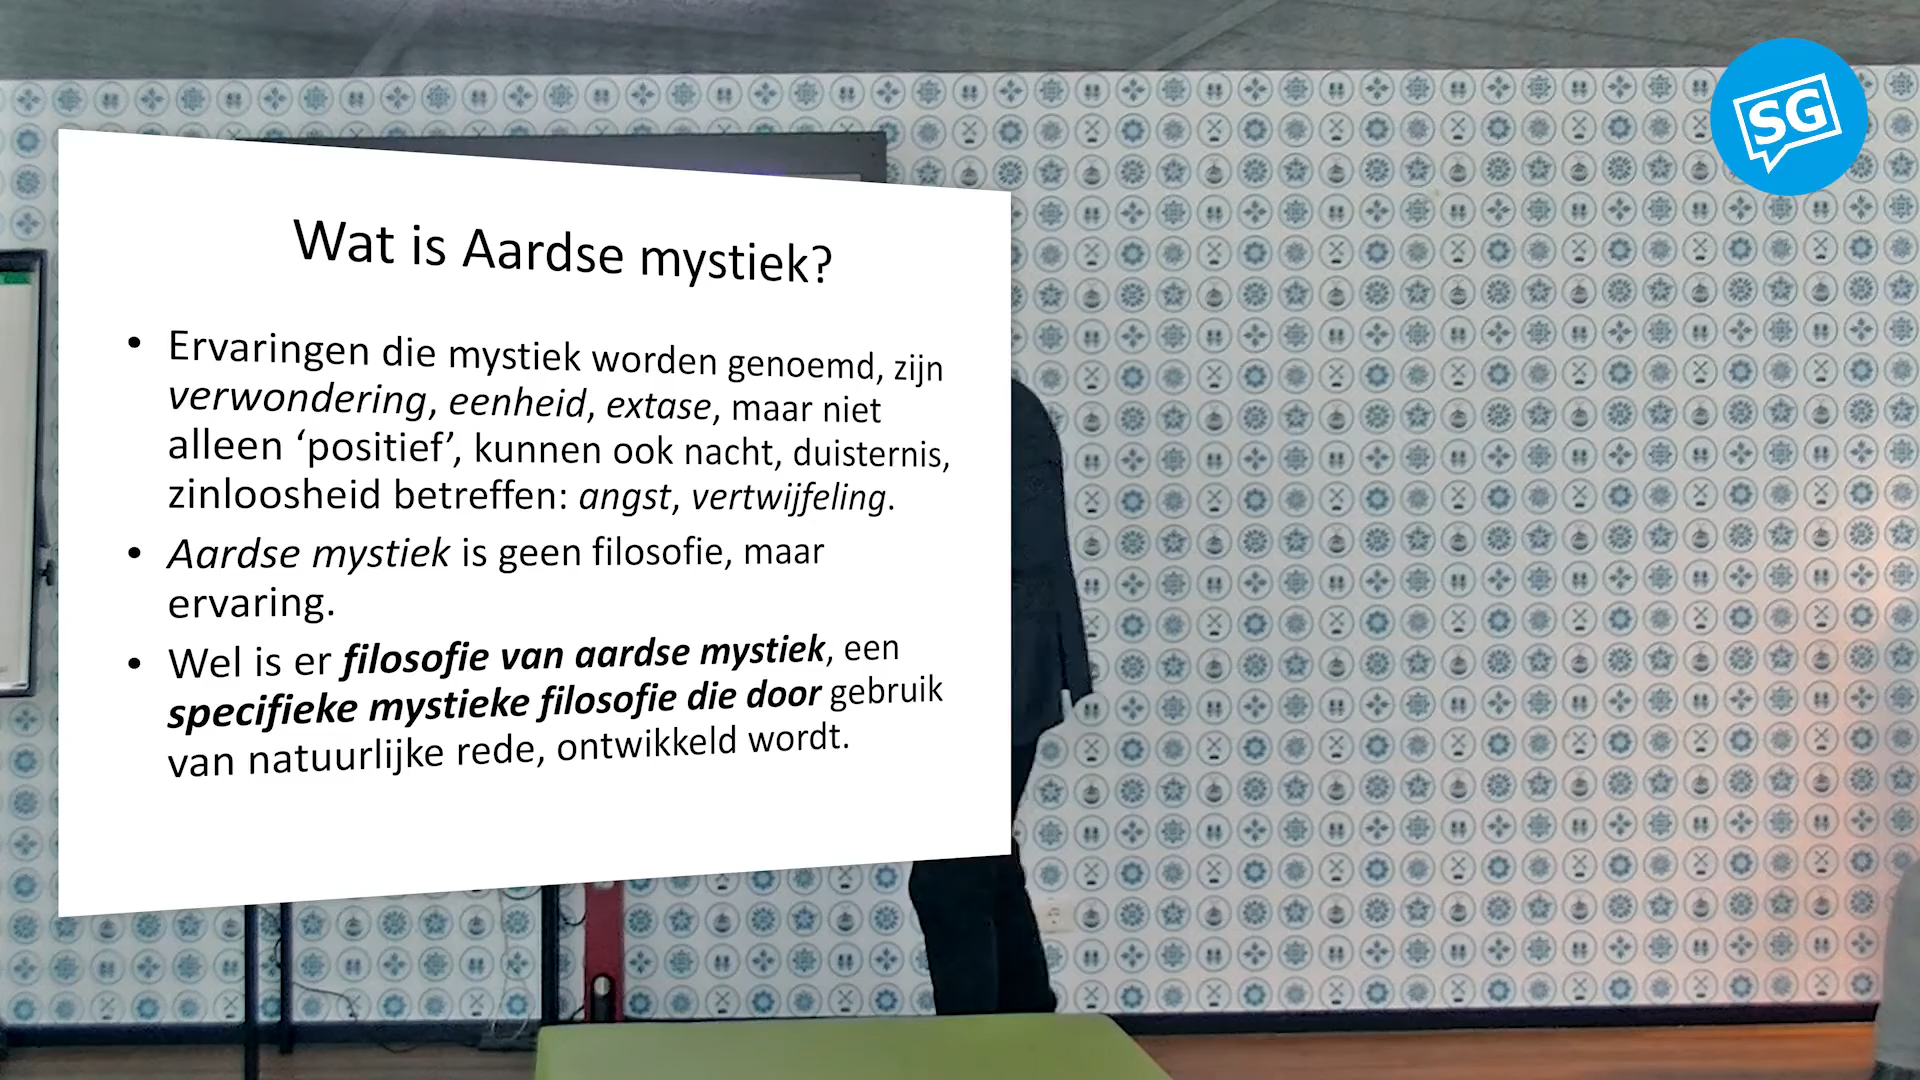 SG
Wat is Aardse mystiek?
• Ervaringen die mystiek worden genoemd, zijn
verwondering, eenheid, extase, maar niet
alleen ‘positief’, kunnen ook nacht, duisternis,
zinloosheid betreffen: angst, vertwijfeling.
• Aardse mystiek is geen filosofie, maar
ervaring.
• Wel is er filosofie van aardse mystiek, een
specifieke mystieke filosofie die door gebruik
van natuurlijke rede, ontwikkeld wordt.